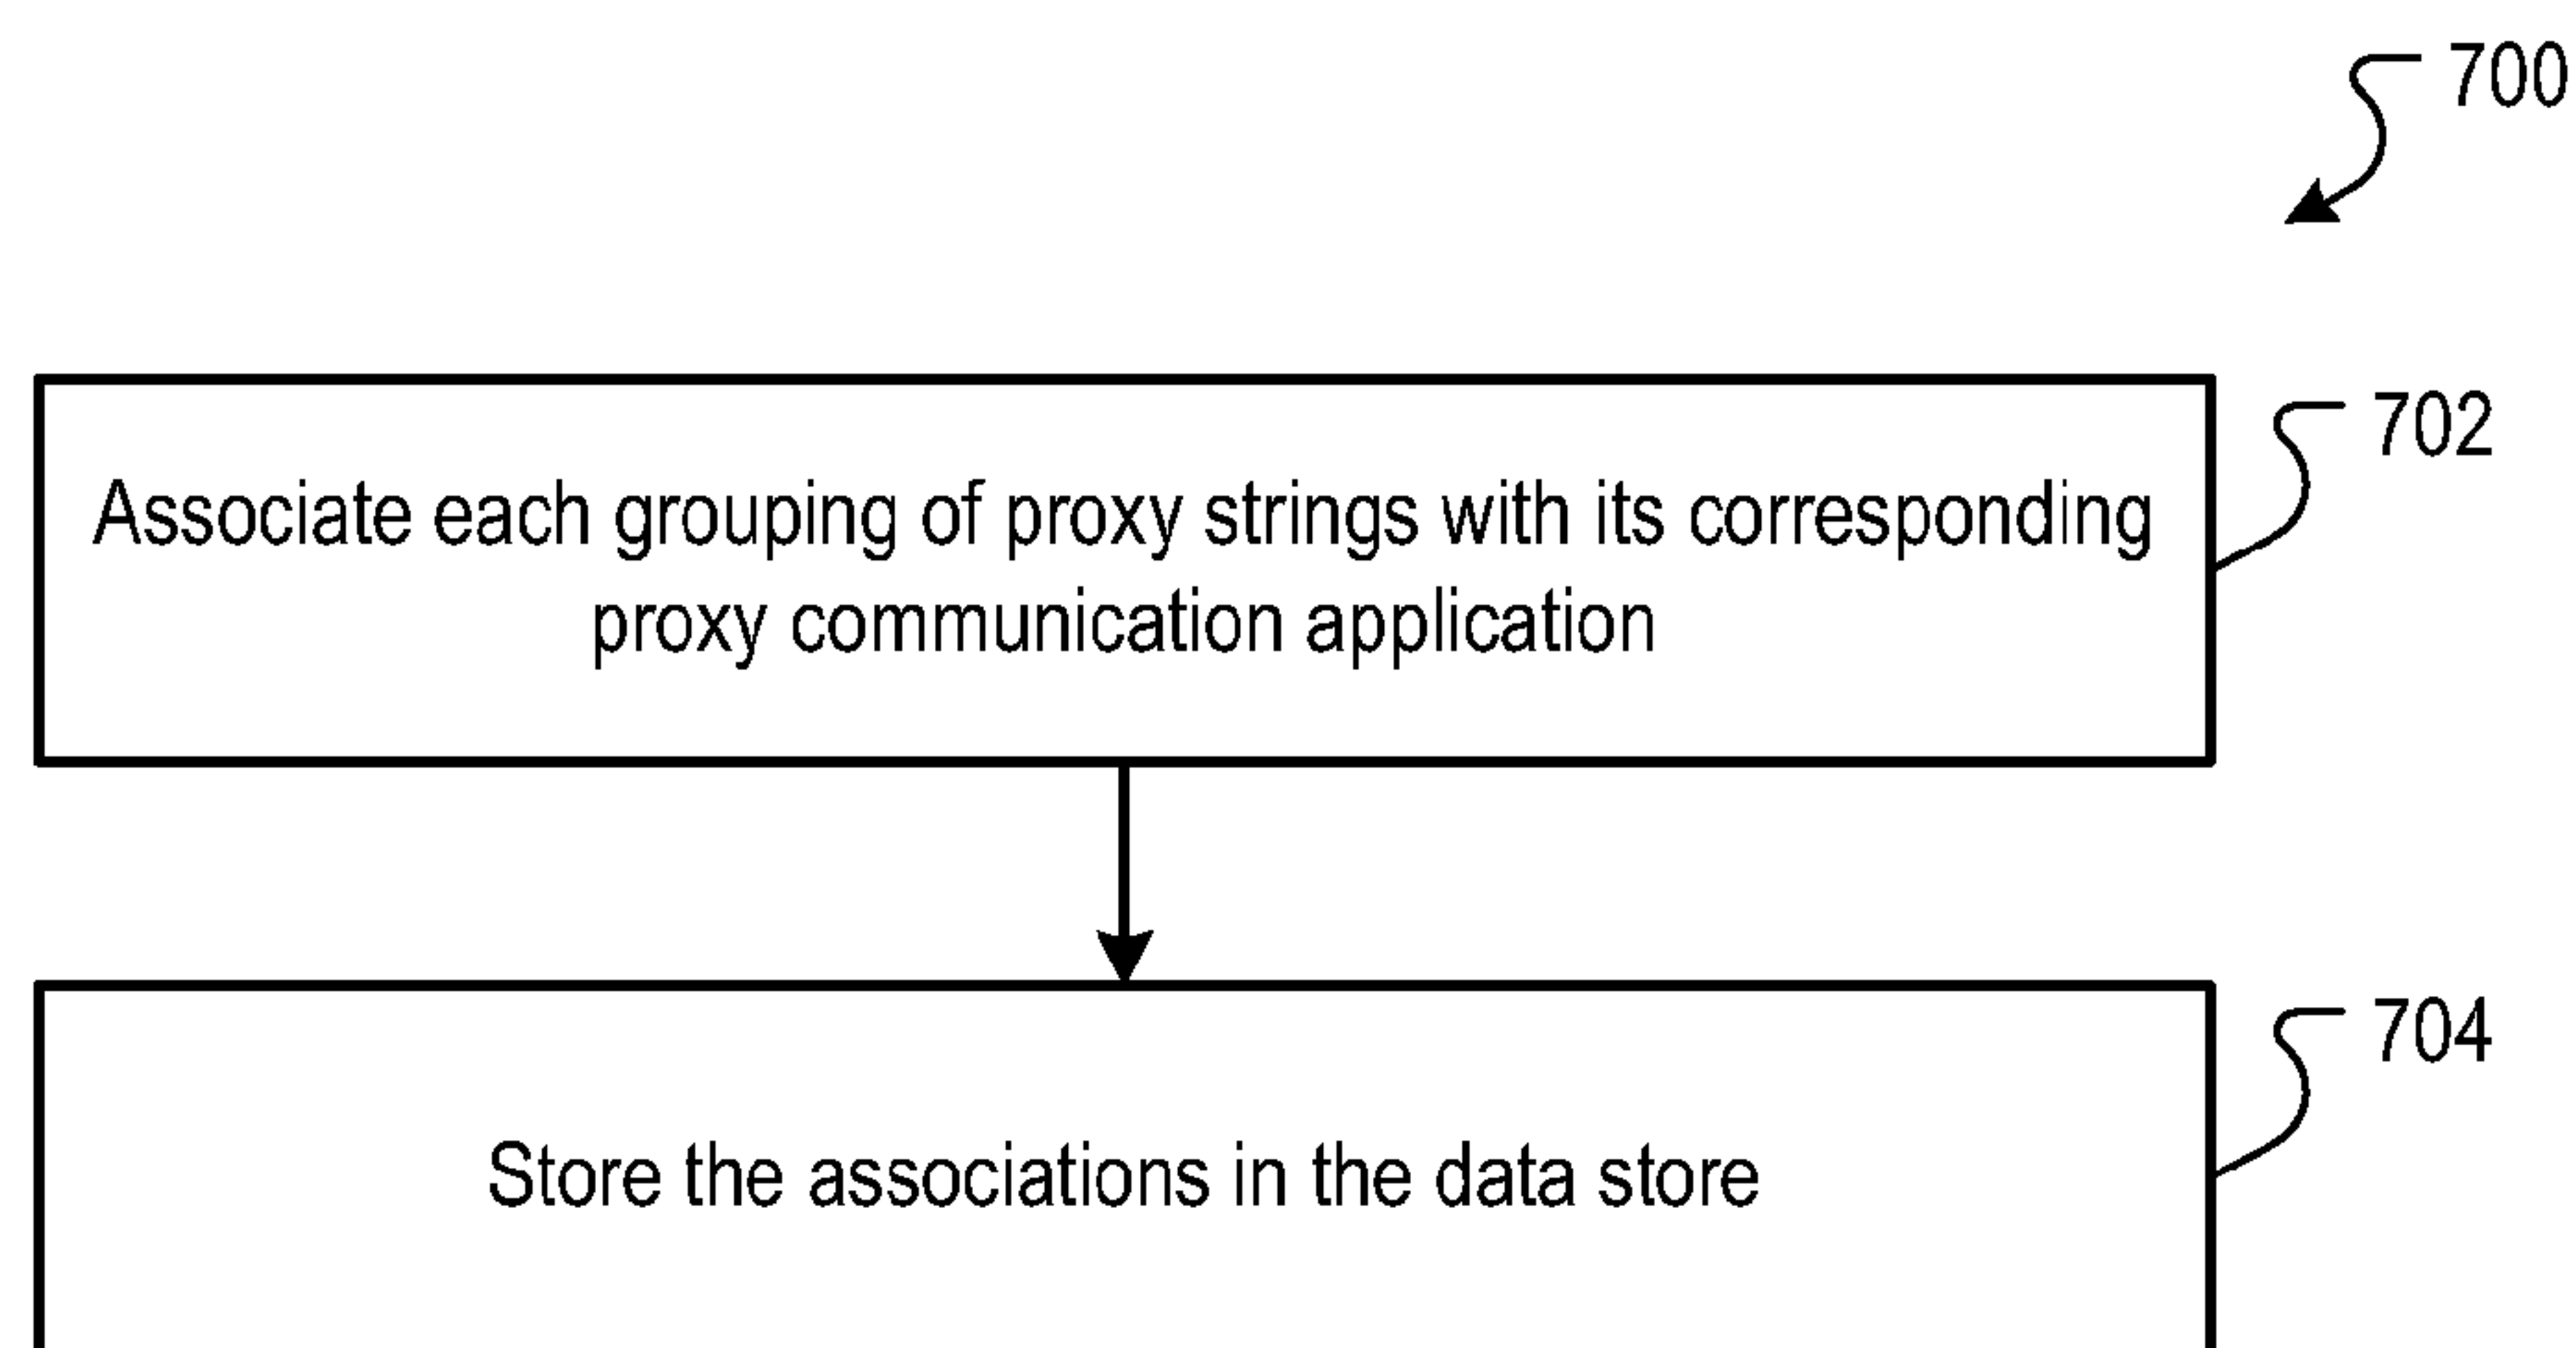 700
702
Associate each grouping of proxy strings with its corresponding
proxy communication application
704
Store the associations in the data store